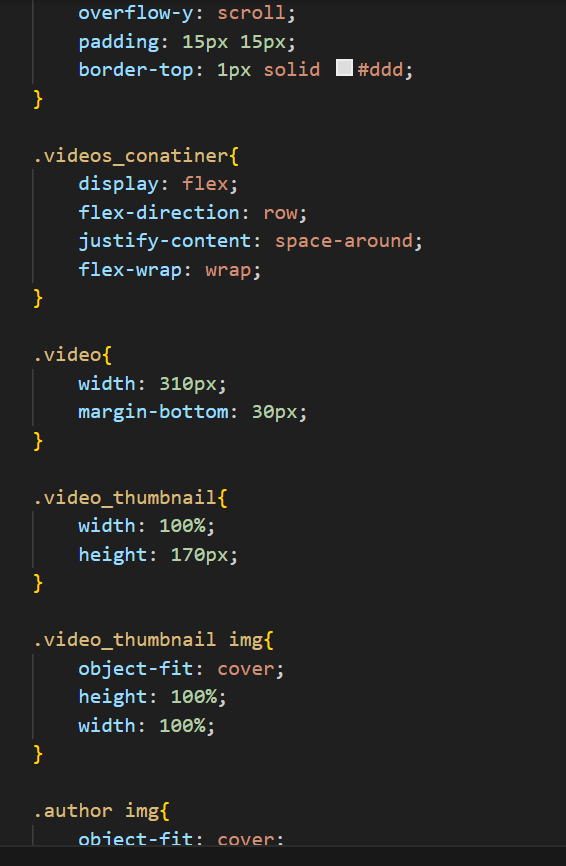 overflow-y: scroll;
padding: 15px 15px;
border-top: 1px solid #ddd;
}
.videos_conatiner{
display: flex;
flex-direction: row;
justify-content: space-around;
flex-wrap: wrap;
}
.video{
width: 310px;
margin-bottom: 30px;
}
.video_thumbnail{
width: 100%;
height: 170px;
}
.video_thumbnail img{
object-fit: cover;
height: 100%;
width: 100%;
}
.author img{
object-fit: cover;